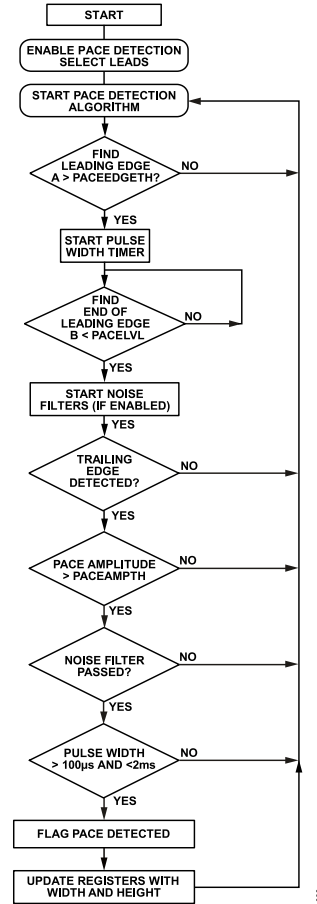 START
ENABLE PACE DETECTION
SELECT LEADS
START PACE DETECTION
ALGORITHM
FIND
LEADING EDGE
A > PACEEDGETH?
NO
YES
START PULSE
WIDTH TIMER
FIND
END OF
LEADING EDGE
B < PACELVL
NO
YES
START NOISE
FILTERS (IF ENABLED)
YES
TRAILING
EDGE
DETECTED?
NO
YES
PACE AMPLITUDE
> PACEAMPTH
NO
YES
NOISE FILTER
PASSED?
NO
YES
PULSE WIDTH
> 100µs AND <2ms
NO
YES
FLAG PACE DETECTED
UPDATE REGISTERS WITH
WIDTH AND HEIGHT